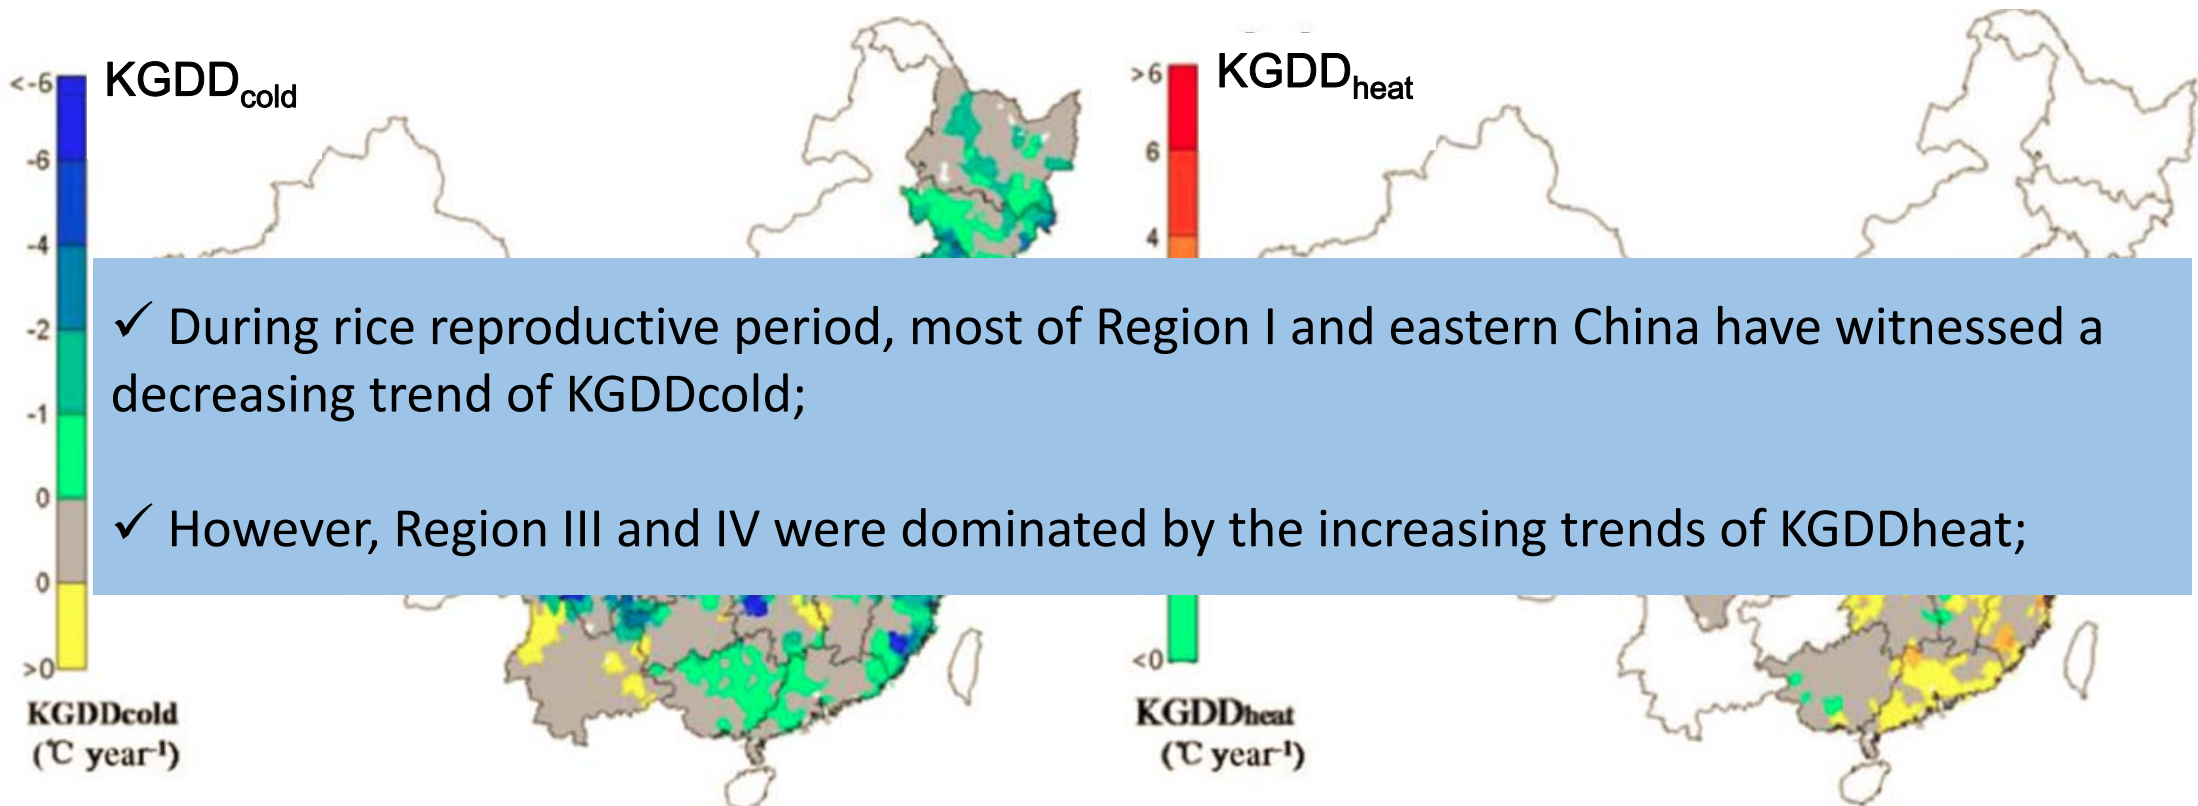 KGDDcold
<-6
-6
-4
-2
-1
0
0
>0
KGDDcold
(℃ year-1)
KGDDheat
>6
6
4
<0
KGDDheat
(℃ year-1)
✓ During rice reproductive period, most of Region I and eastern China have witnessed a
decreasing trend of KGDDcold;
✓ However, Region III and IV were dominated by the increasing trends of KGDDheat;